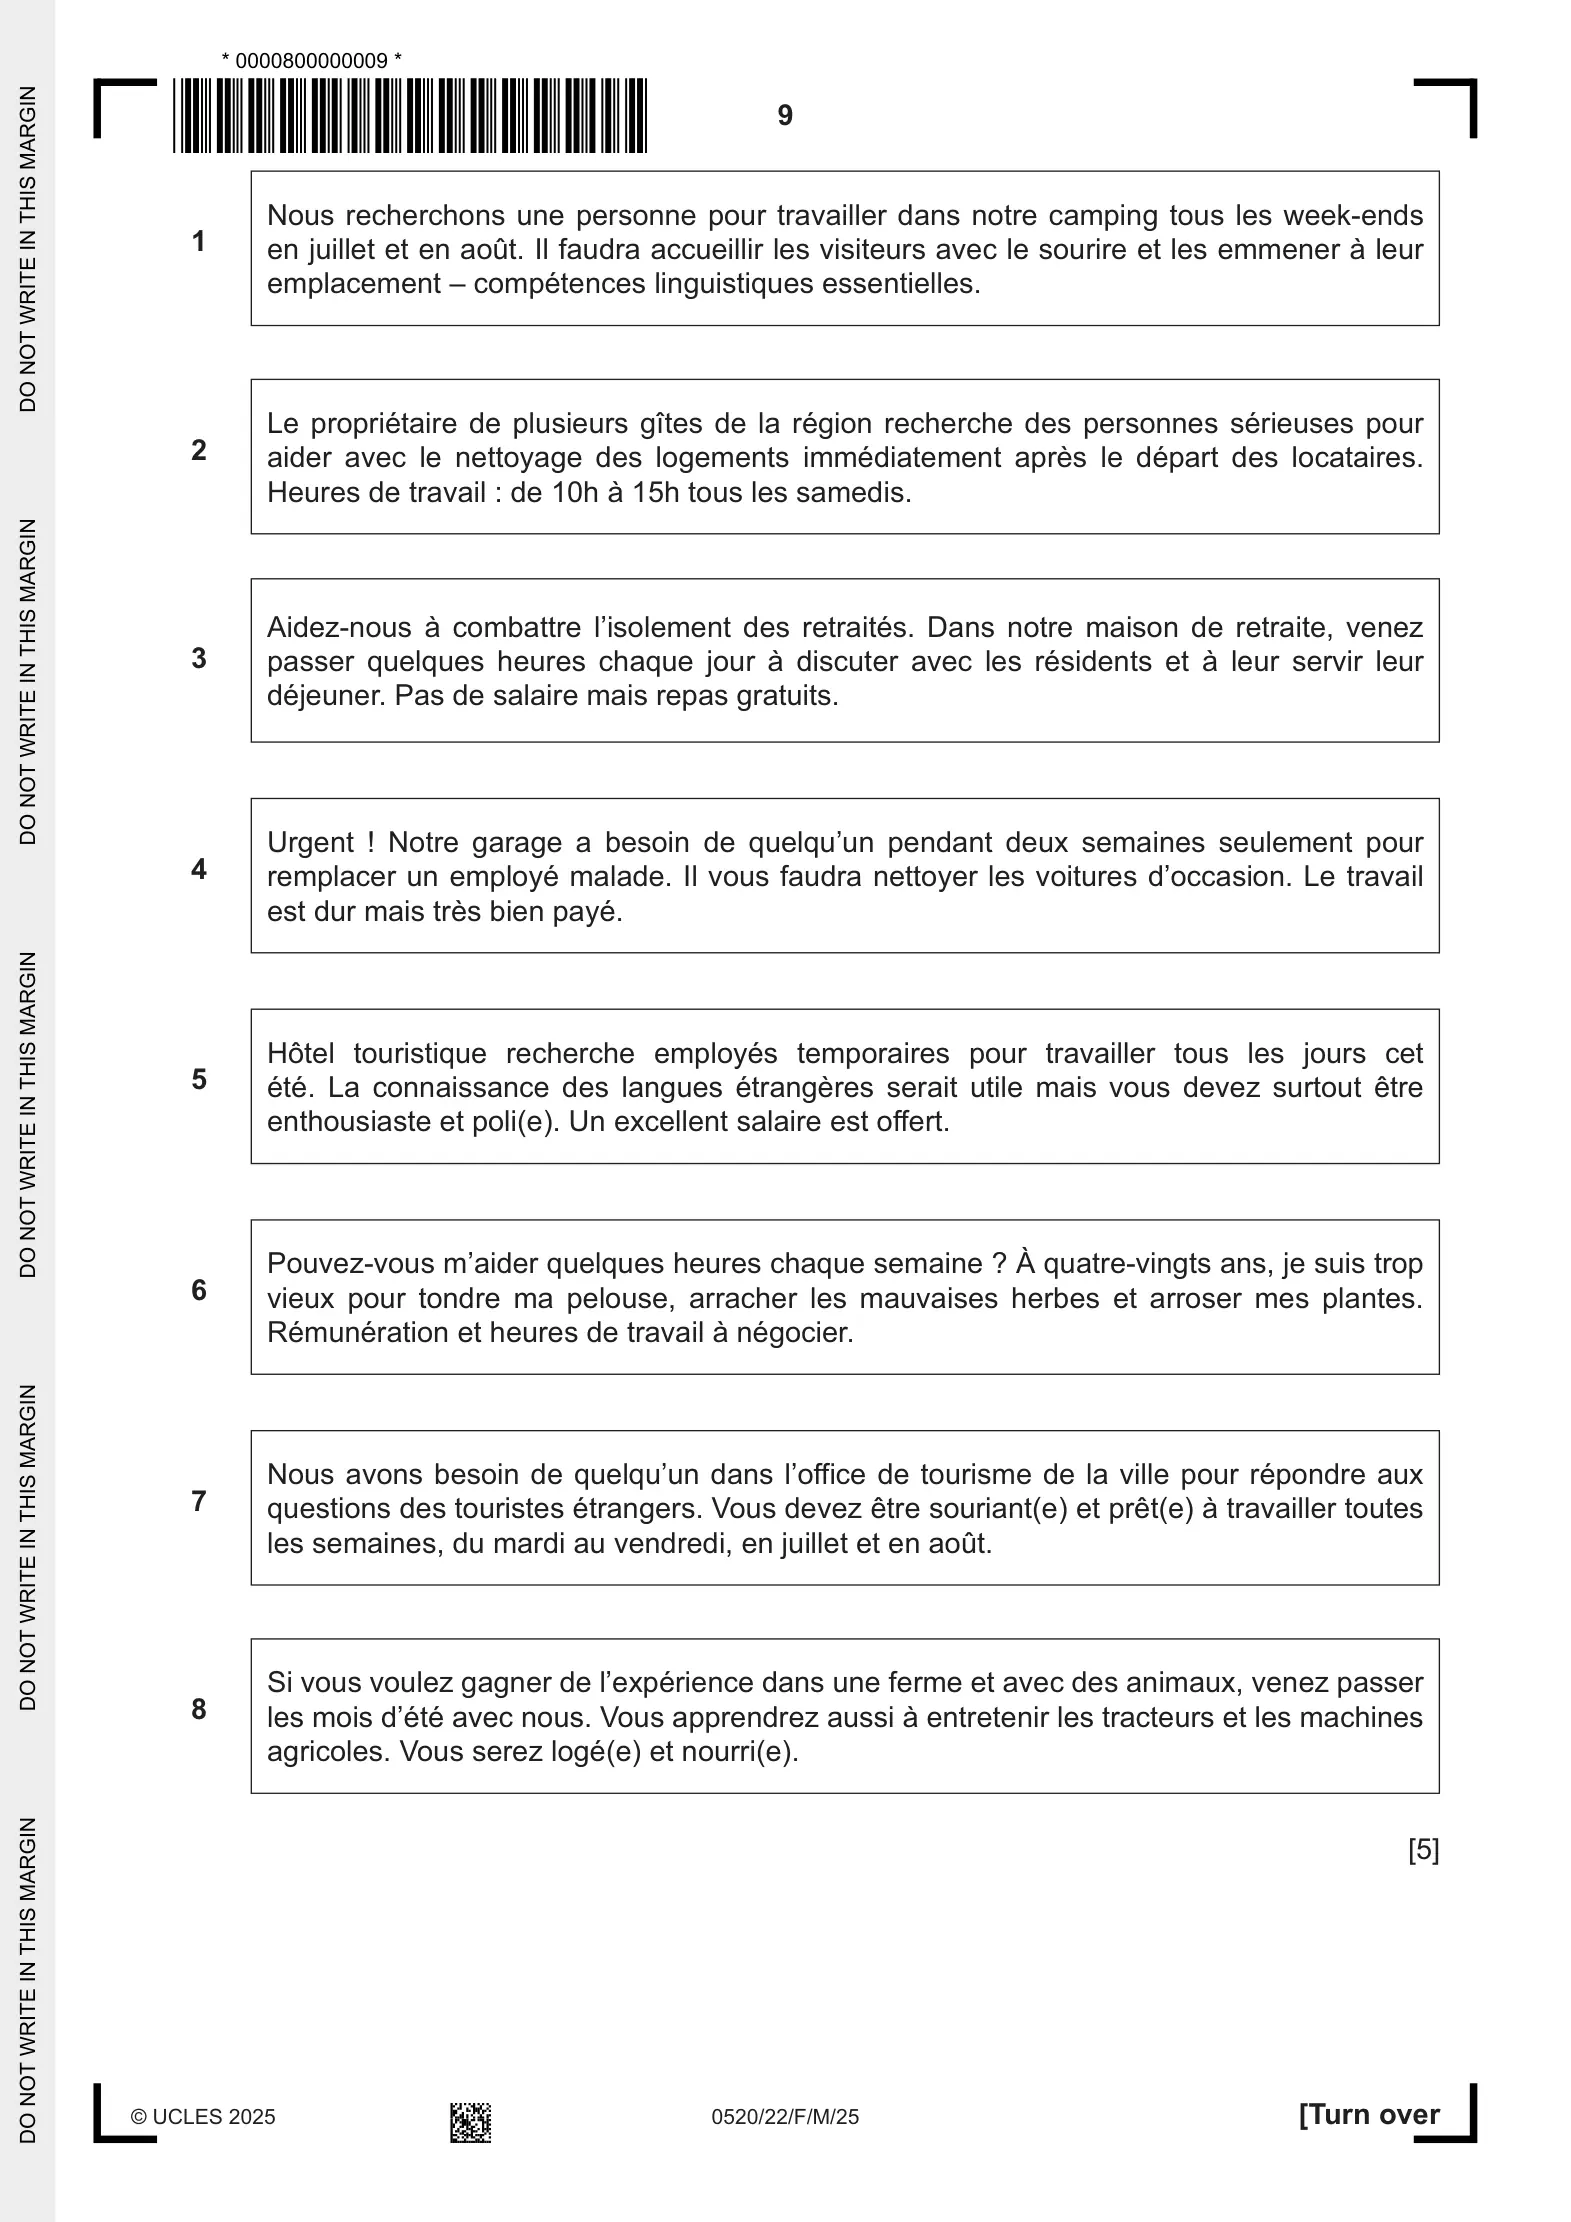 * 0000800000009 *
9
DO NOT WRITE IN THIS MARGIN
DO NOT WRITE IN THIS MARGIN
DO NOT WRITE IN THIS MARGIN
DO NOT WRITE IN THIS MARGIN
DO NOT WRITE IN THIS MARGIN
1
Nous recherchons une personne pour travailler dans notre camping tous les week-ends
en juillet et en août. Il faudra accueillir les visiteurs avec le sourire et les emmener à leur
emplacement – compétences linguistiques essentielles.
2
Le propriétaire de plusieurs gîtes de la région recherche des personnes sérieuses pour
aider avec le nettoyage des logements immédiatement après le départ des locataires.
Heures de travail : de 10h à 15h tous les samedis.
3
Aidez-nous à combattre l’isolement des retraités. Dans notre maison de retraite, venez
passer quelques heures chaque jour à discuter avec les résidents et à leur servir leur
déjeuner. Pas de salaire mais repas gratuits.
4
Urgent ! Notre garage a besoin de quelqu’un pendant deux semaines seulement pour
remplacer un employé malade. Il vous faudra nettoyer les voitures d’occasion. Le travail
est dur mais très bien payé.
5
Hôtel touristique recherche employés temporaires pour travailler tous les jours cet
été. La connaissance des langues étrangères serait utile mais vous devez surtout être
enthousiaste et poli(e). Un excellent salaire est offert.
6
Pouvez-vous m’aider quelques heures chaque semaine ? À quatre-vingts ans, je suis trop
vieux pour tondre ma pelouse, arracher les mauvaises herbes et arroser mes plantes.
Rémunération et heures de travail à négocier.
7
Nous avons besoin de quelqu’un dans l’office de tourisme de la ville pour répondre aux
questions des touristes étrangers. Vous devez être souriant(e) et prêt(e) à travailler toutes
les semaines, du mardi au vendredi, en juillet et en août.
8
Si vous voulez gagner de l’expérience dans une ferme et avec des animaux, venez passer
les mois d’été avec nous. Vous apprendrez aussi à entretenir les tracteurs et les machines
agricoles. Vous serez logé(e) et nourri(e).
[5]
© UCLES 2025
0520/22/F/M/25
[Turn over